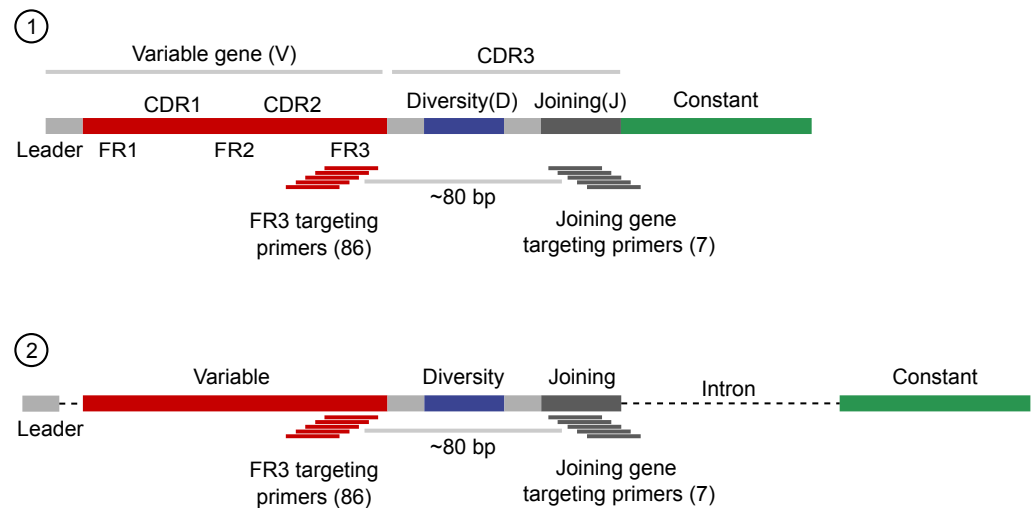 1
Variable gene (V)
CDR3
CDR1
CDR2
Diversity(D)
Joining(J)
Constant
Leader
FR1
FR2
FR3
~80 bp
FR3 targeting
primers (86)
Joining gene
targeting primers (7)
2
Variable
Diversity
Joining
Intron
Constant
Leader
~80 bp
FR3 targeting
primers (86)
Joining gene
targeting primers (7)